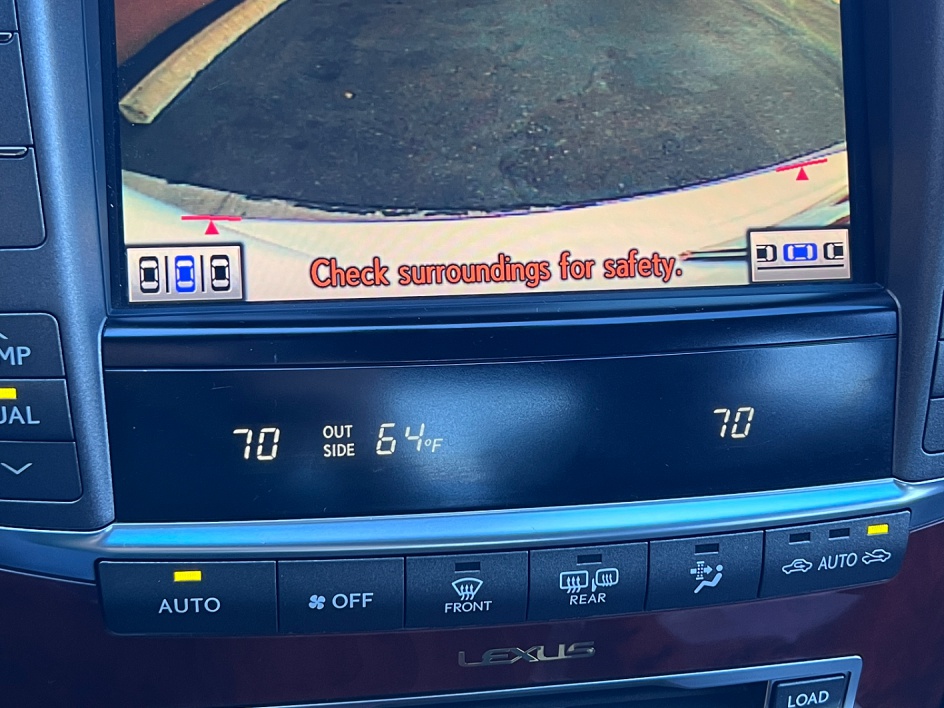 Check surroundings for safety.
MP
UAL
70 OUT SIDE 64°F 70
AUTO
OFF
FRONT
REAR
AUTO
LEXUS
LOAD